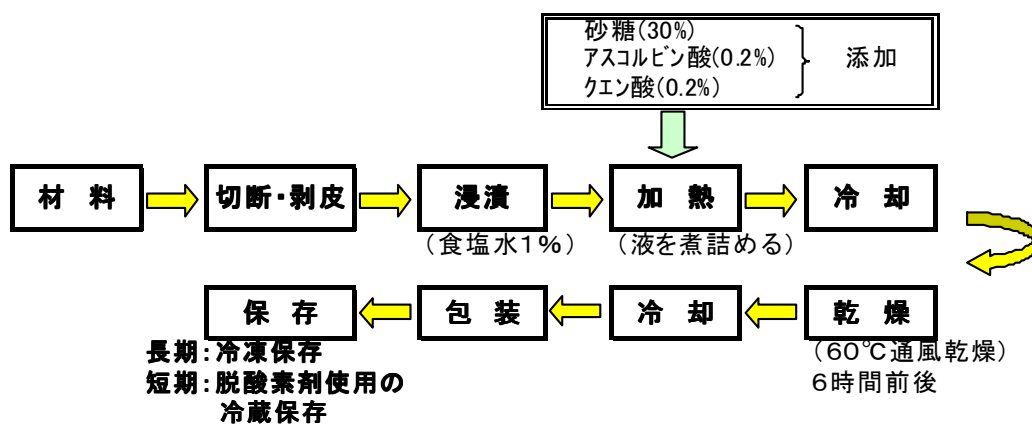 砂糖(30%)
アスコルビン酸(0.2%)
クエン酸(0.2%)
添加
材 料
切断・剥皮
浸漬
加 熱
冷 却
(食塩水1%)
(液を煮詰める)
保 存
包 装
冷 却
乾 燥
長期:冷凍保存
短期:脱酸素剤使用の
冷蔵保存
(60℃通風乾燥)
6時間前後